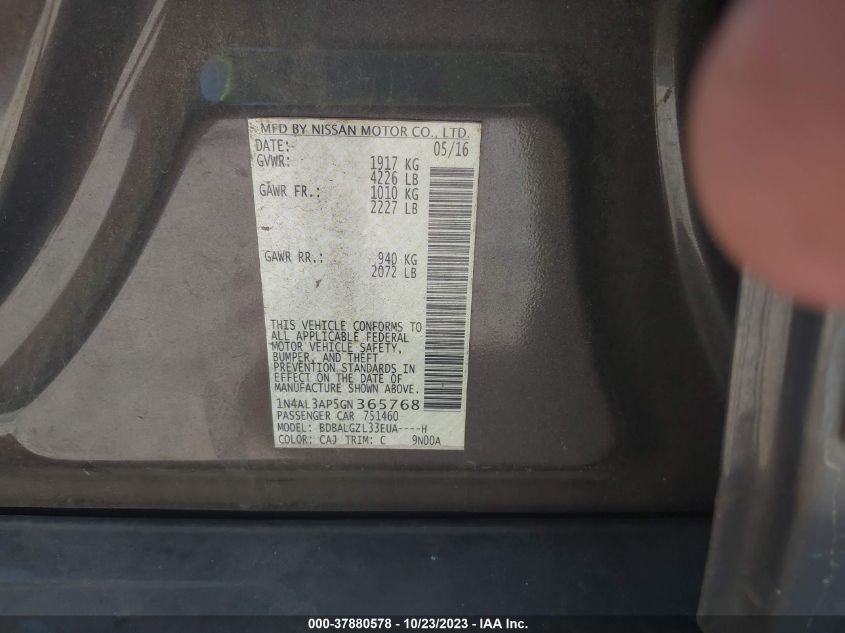 MFD BY NISSAN MOTOR CO., LTD.
DATE: 05/16
GVWR: 1917 KG
4226 LB
GAWR FR.: 1010 KG
2227 LB
GAWR RR.: 940 KG
2072 LB
THIS VEHICLE CONFORMS TO
ALL APPLICABLE FEDERAL
MOTOR VEHICLE SAFETY,
BUMPER, AND THEFT
PREVENTION STANDARDS IN
EFFECT ON THE DATE OF
MANUFACTURE SHOWN ABOVE.
1N4AL3AP5GN365768
PASSENGER CAR 751460
MODEL: BDBALGZL33EUA----H
COLOR: CAJ TRIM: C 9N00A
000-37880578 - 10/23/2023 - IAA Inc.